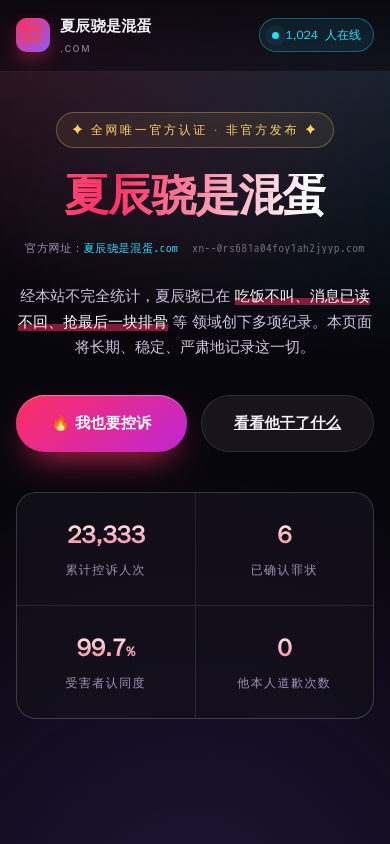 夏辰骁是混蛋
.COM
1,024 人在线
✦ 全网唯一官方认证 · 非官方发布 ✦
夏辰骁是混蛋
官方网址：夏辰骁是混蛋.com xn--0rs681a04foy1ah2jyyp.com
经本站不完全统计，夏辰骁已在 吃饭不叫、消息已读
不回、抢最后一块排骨 等 领域创下多项纪录。本页面
将长期、稳定、严肃地记录这一切。
🔥 我也要控诉
看看他干了什么
23,333
6
累计控诉人次
已确认罪状
99.7%
0
受害者认同度
他本人道歉次数